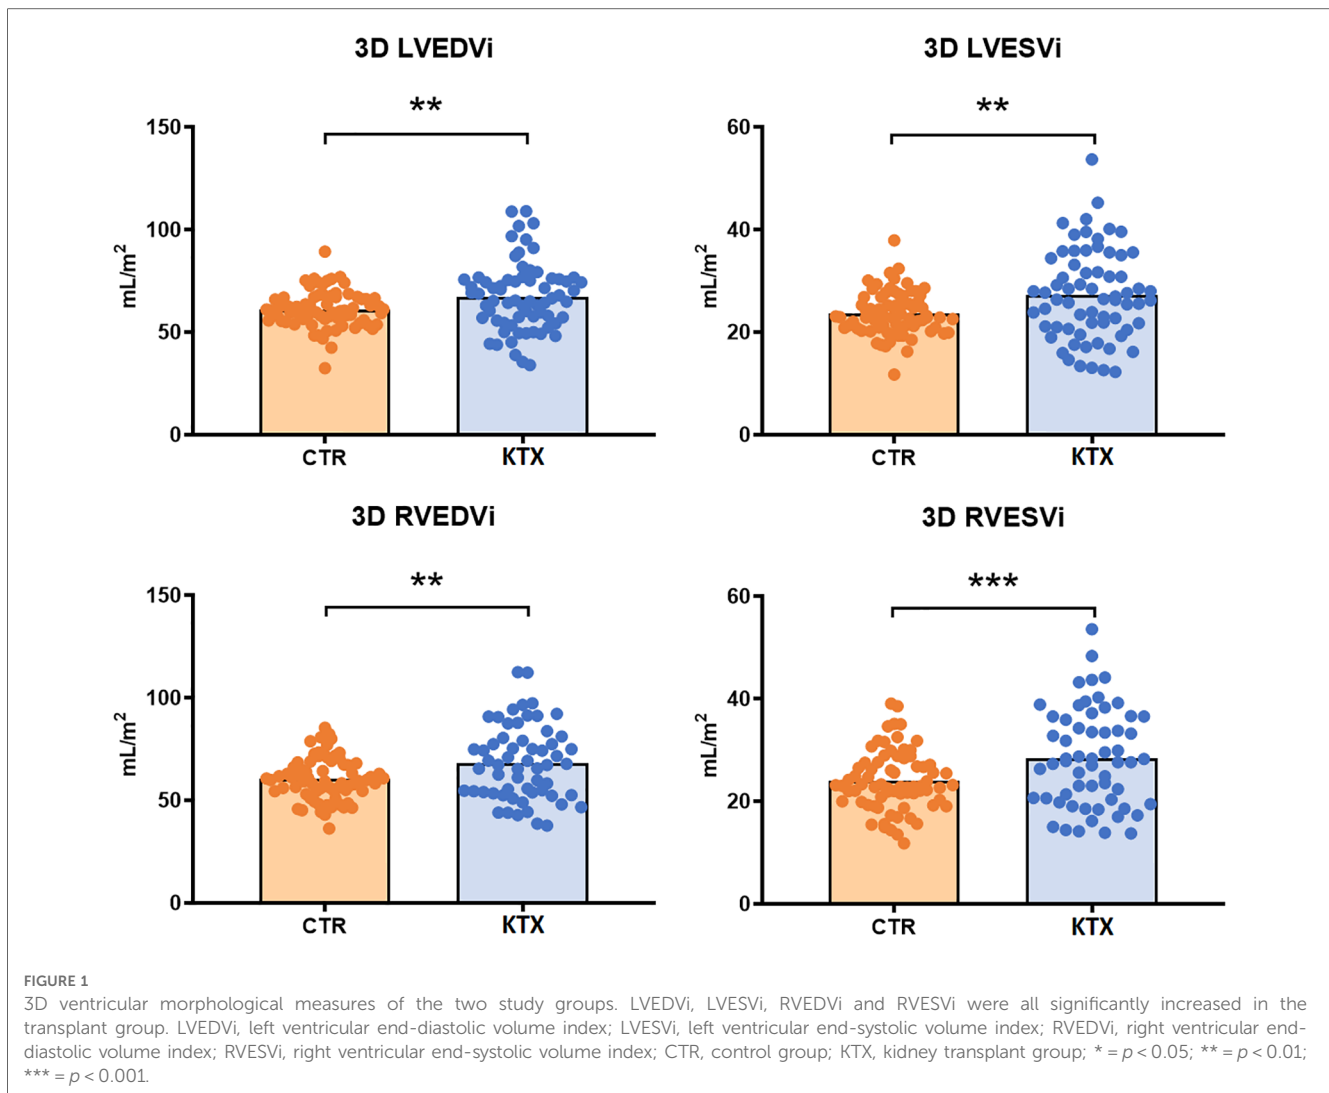 3D LVEDVi
**
150
100
50
0
mL/m²
CTR
KTX
3D LVESVi
**
60
40
20
0
mL/m²
CTR
KTX
3D RVEDVi
**
150
100
50
0
mL/m²
CTR
KTX
3D RVESVi
***
60
40
20
0
mL/m²
CTR
KTX
FIGURE 1
3D ventricular morphological measures of the two study groups. LVEDVi, LVESVi, RVEDVi and RVESVi were all significantly increased in the
transplant group. LVEDVi, left ventricular end-diastolic volume index; LVESVi, left ventricular end-systolic volume index; RVEDVi, right ventricular end-
diastolic volume index; RVESVi, right ventricular end-systolic volume index; CTR, control group; KTX, kidney transplant group; * = p < 0.05; ** = p < 0.01;
*** = p < 0.001.